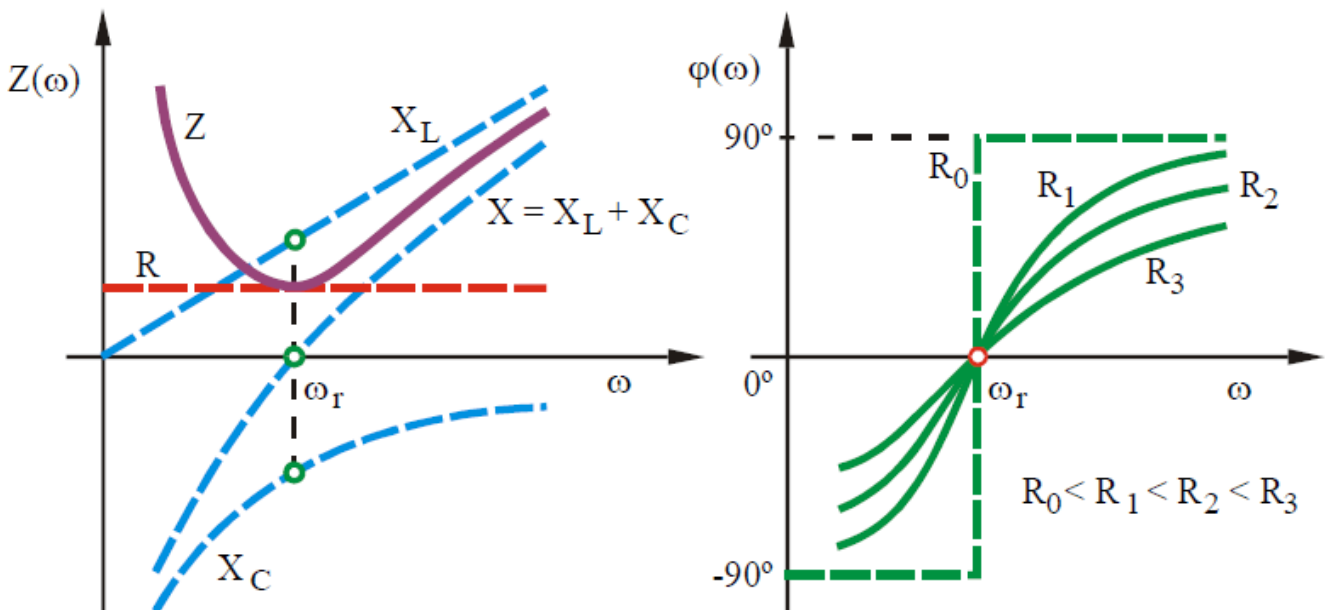 Z(ω)
Z
X_L
X = X_L + X_C
R
ω_r
ω
X_C
φ(ω)
90º
R_0
R_1
R_2
R_3
0º
ω_r
ω
R_0 < R_1 < R_2 < R_3
-90º